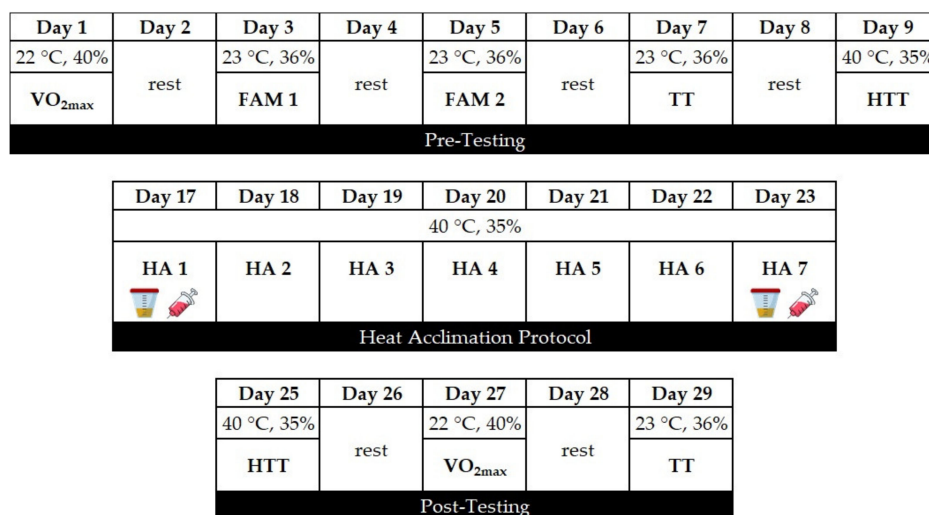 Day 1 Day 2 Day 3 Day 4 Day 5 Day 6 Day 7 Day 8 Day 9
22 °C, 40% 23 °C, 36% 23 °C, 36% 23 °C, 36% 40 °C, 35%
rest rest rest rest
VO2max FAM 1 FAM 2 TT HTT
Pre-Testing
Day 17 Day 18 Day 19 Day 20 Day 21 Day 22 Day 23
40 °C, 35%
HA 1 HA 2 HA 3 HA 4 HA 5 HA 6 HA 7
Heat Acclimation Protocol
Day 25 Day 26 Day 27 Day 28 Day 29
40 °C, 35% 22 °C, 40% 23 °C, 36%
rest rest
HTT VO2max TT
Post-Testing